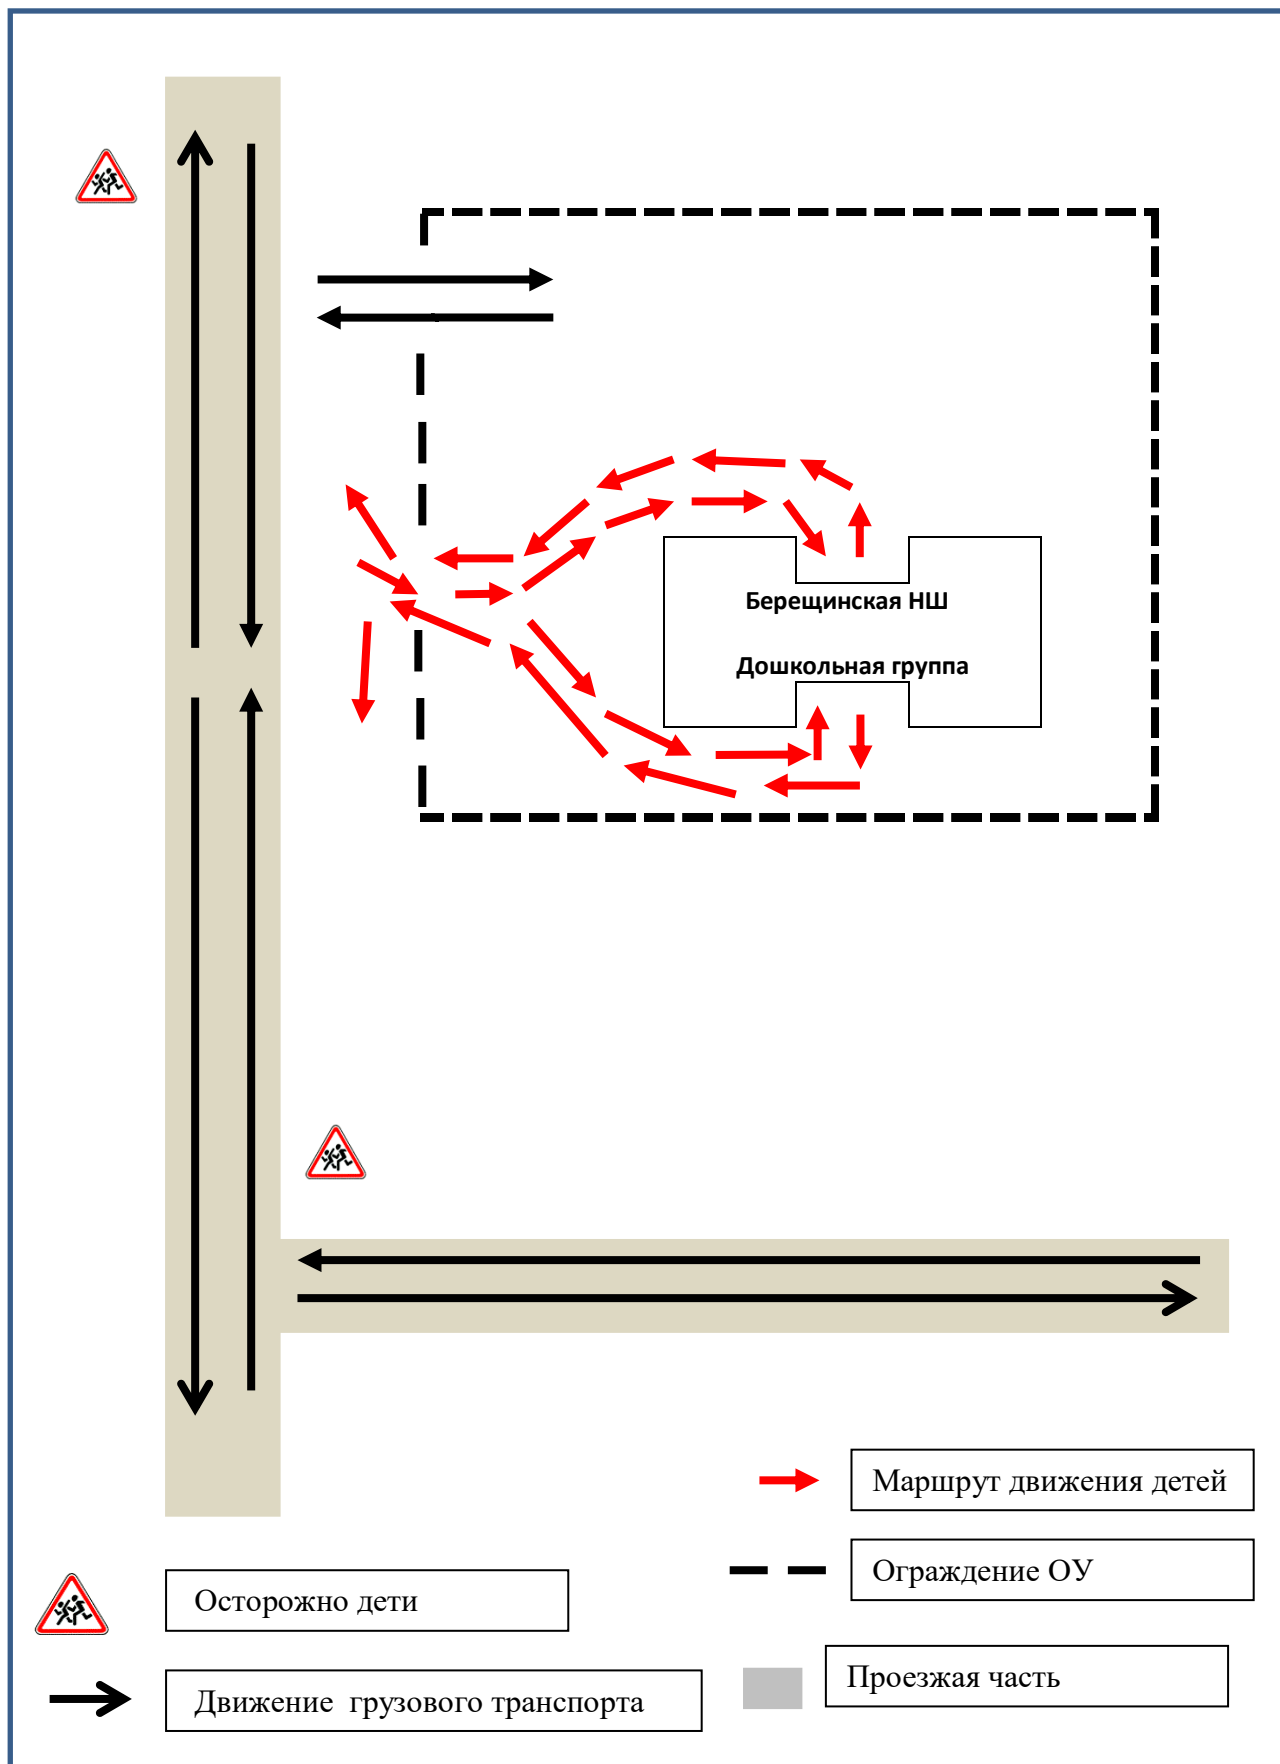 Берещинская НШ
Дошкольная группа
Маршрут движения детей
Ограждение ОУ
Осторожно дети
Проезжая часть
Движение  грузового транспорта